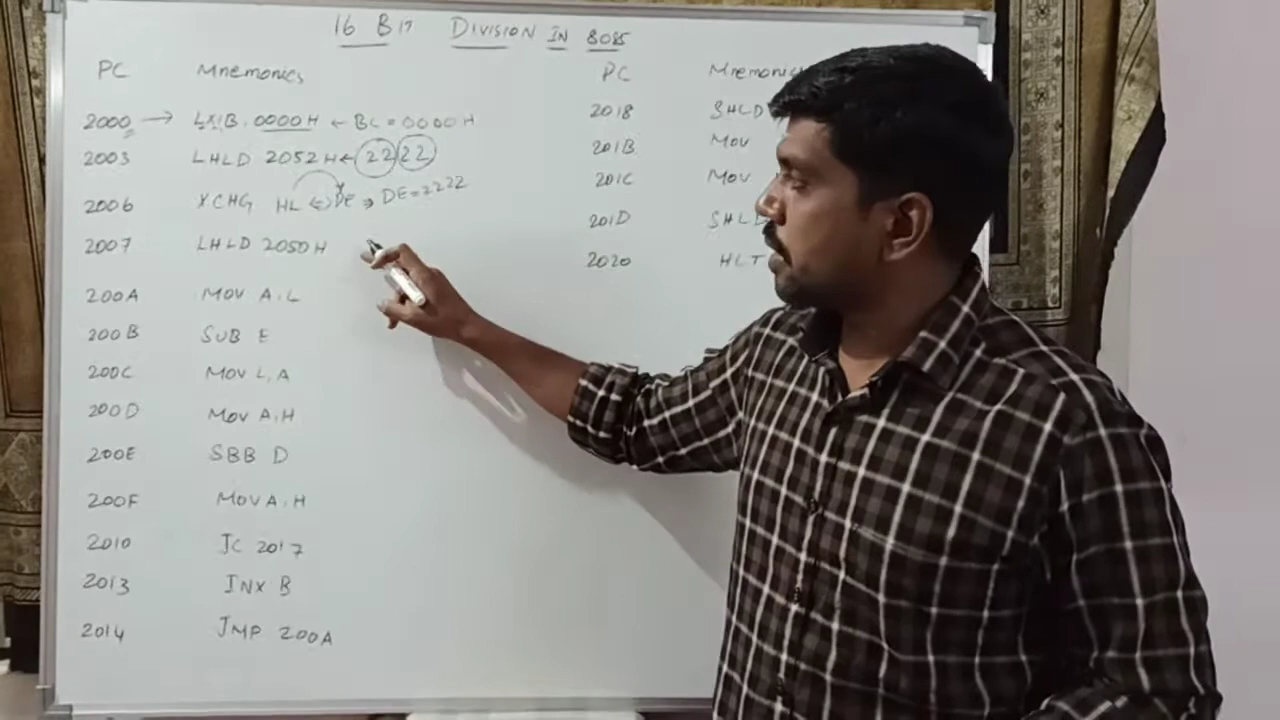 16 BIT DIVISION IN 8085
PC Mnemonics
2000 → LXI B, 0000H ← BC = 0000H
2003 LHLD 2052H ← 22 22
2006 XCHG HL ↔ DE → DE = 2222
2007 LHLD 2050H
200A MOV A, L
200B SUB E
200C MOV L, A
200D MOV A, H
200E SBB D
200F MOV A, H
2010 JC 2017
2013 INX B
2014 JMP 200A
PC Mnemonics
2018 SHLD
201B MOV
201C MOV
201D SHLD
2020 HLT